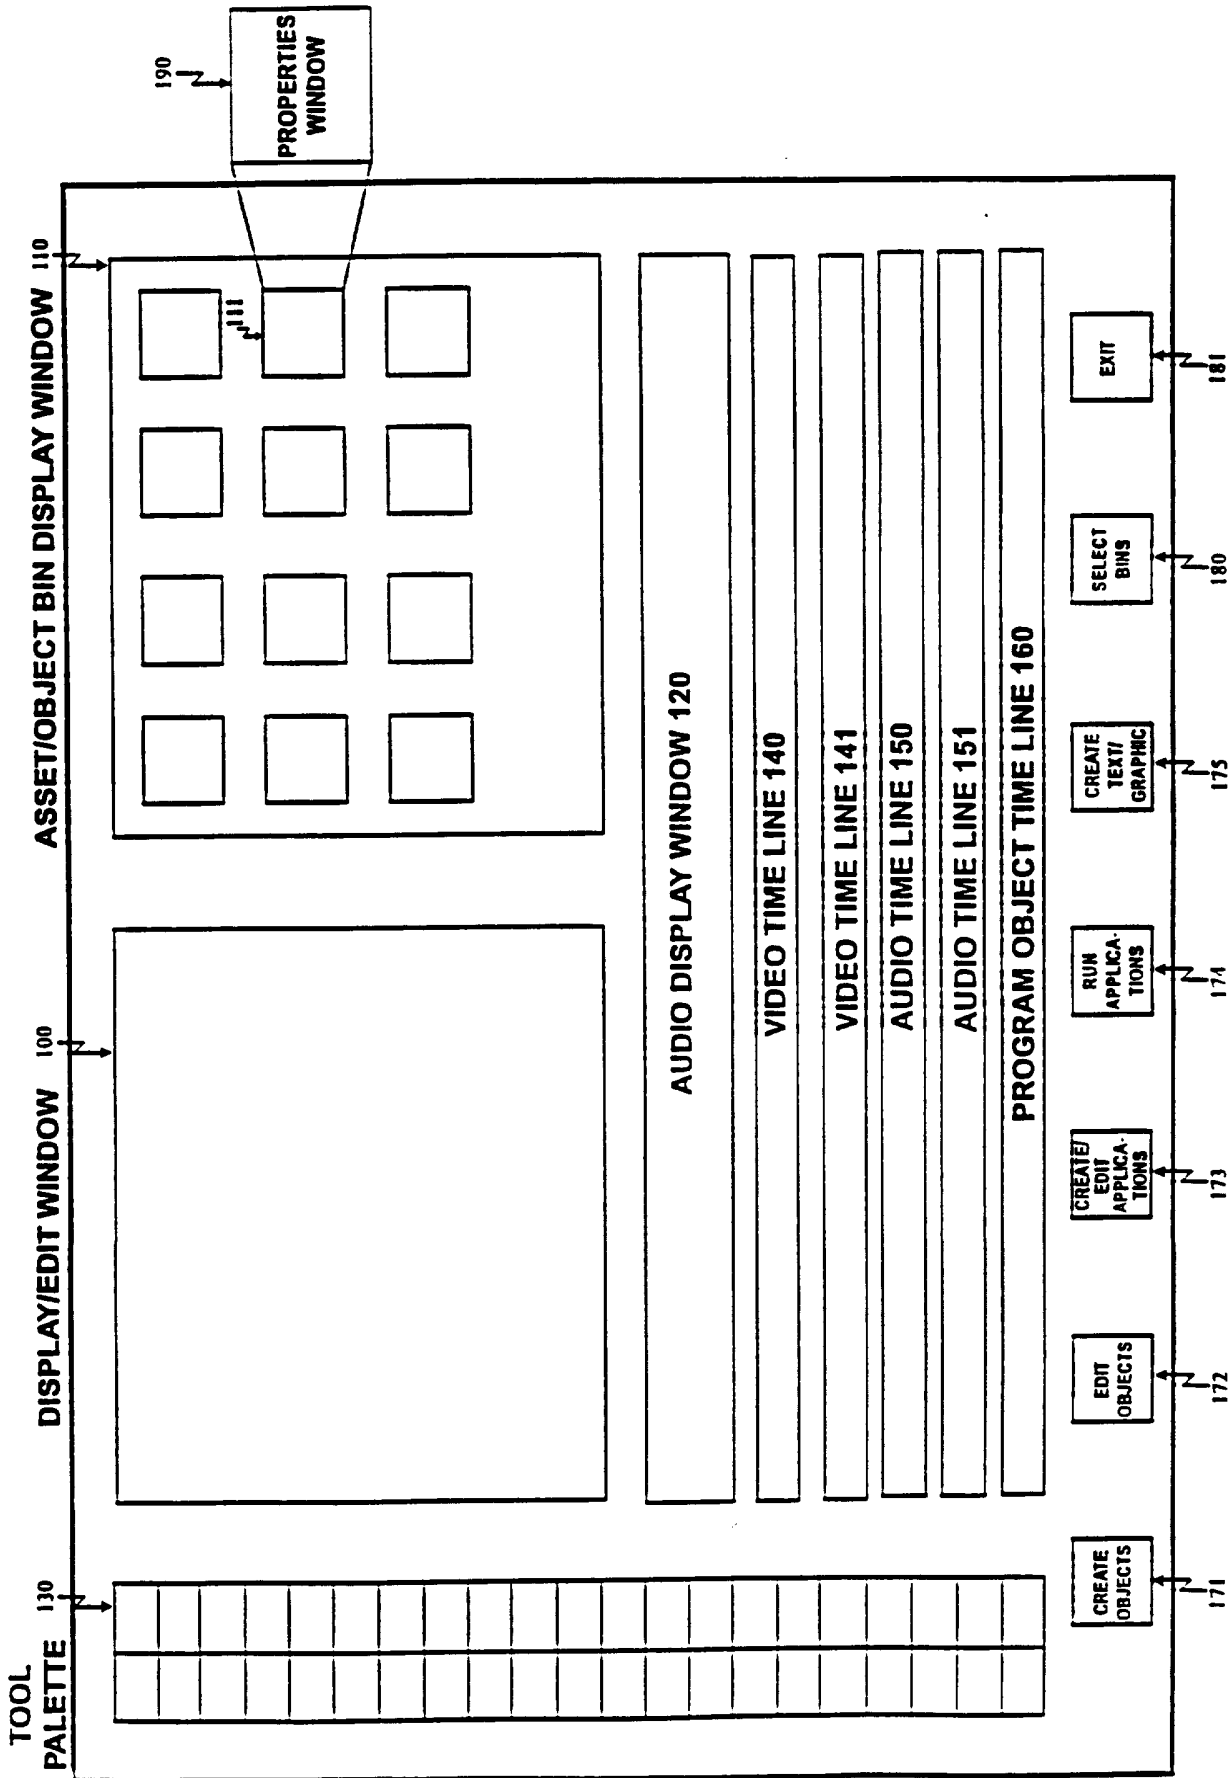 TOOL
PALETTE
130
DISPLAY/EDIT WINDOW
100
ASSET/OBJECT BIN DISPLAY WINDOW
110
111
190
PROPERTIES
WINDOW
AUDIO DISPLAY WINDOW 120
VIDEO TIME LINE 140
VIDEO TIME LINE 141
AUDIO TIME LINE 150
AUDIO TIME LINE 151
PROGRAM OBJECT TIME LINE 160
CREATE
OBJECTS
171
EDIT
OBJECTS
172
CREATE/
EDIT
APPLICA-
TIONS
173
RUN
APPLICA-
TIONS
174
CREATE
TEXT/
GRAPHIC
175
SELECT
BINS
180
EXIT
181